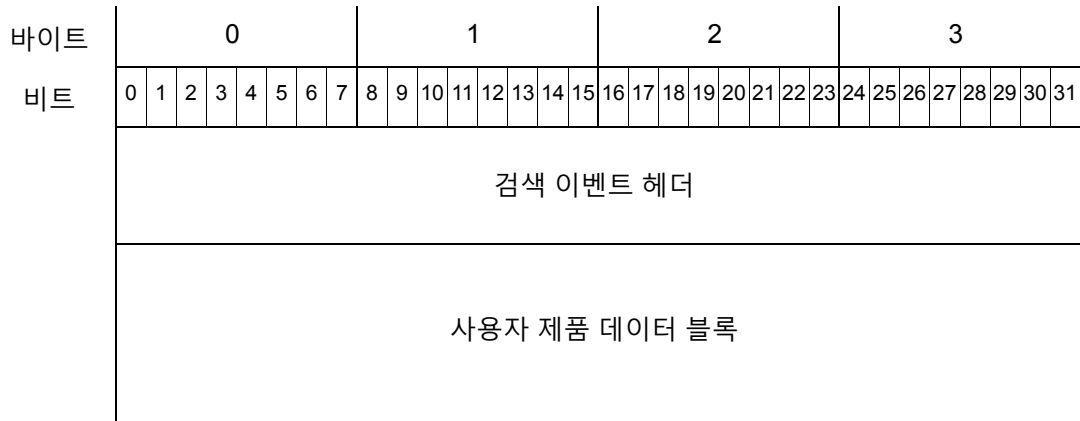 바이트 0 1 2 3
비트 0 1 2 3 4 5 6 7 8 9 10 11 12 13 14 15 16 17 18 19 20 21 22 23 24 25 26 27 28 29 30 31
검색 이벤트 헤더
사용자 제품 데이터 블록